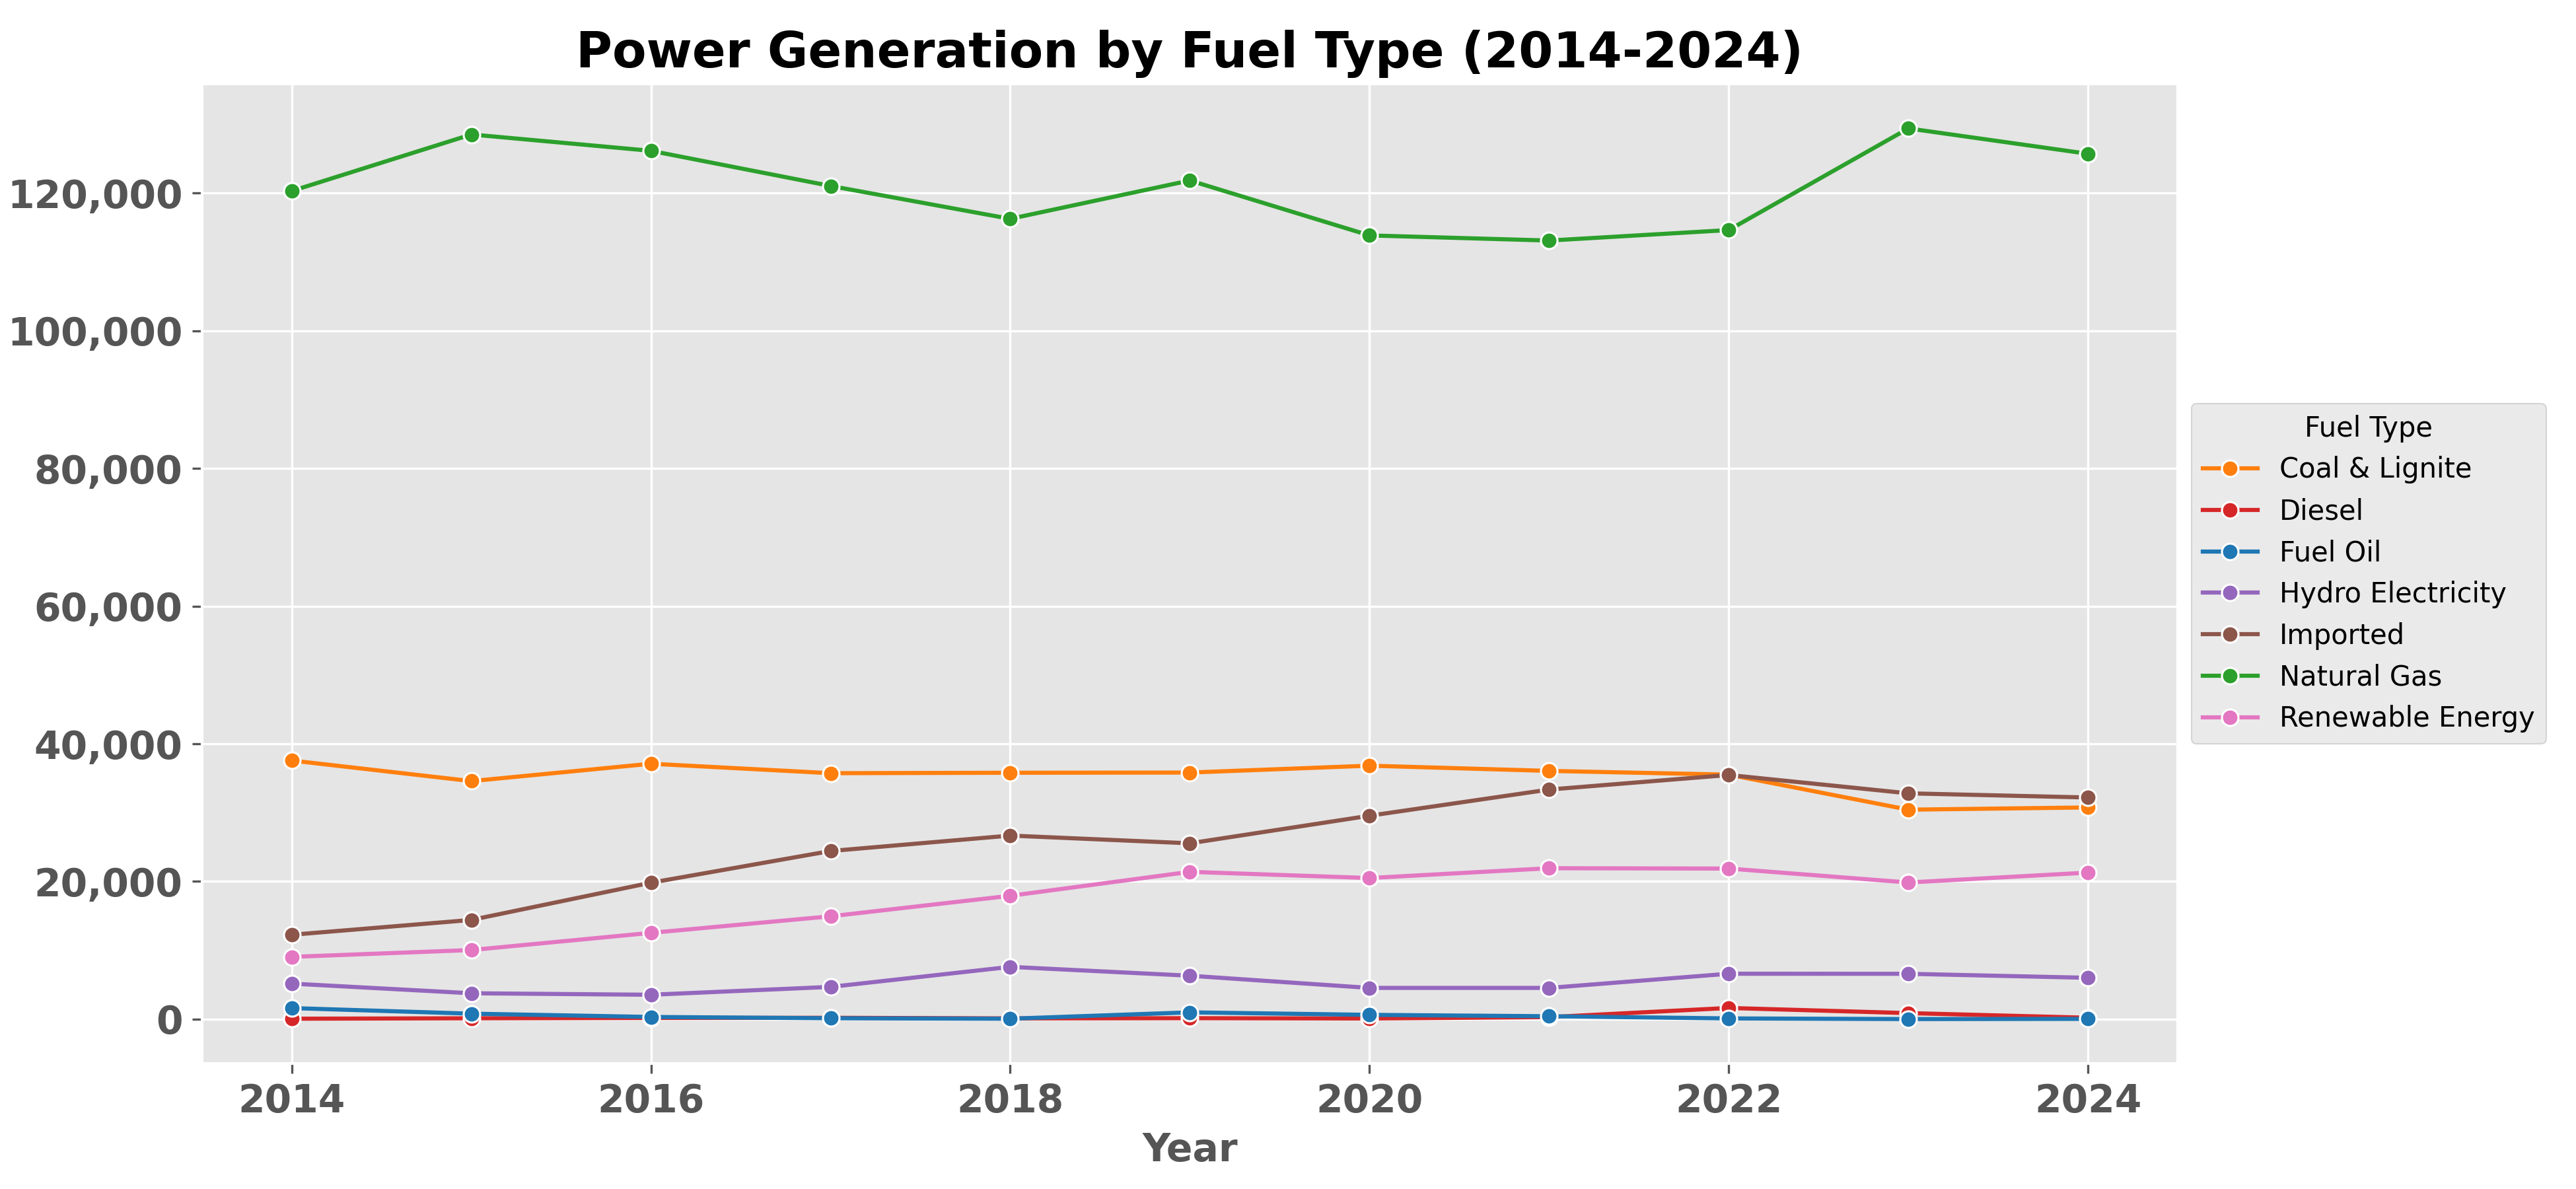 Power Generation by Fuel Type (2014-2024)
120,000
100,000
80,000
60,000
40,000
20,000
0
2014 2016 2018 2020 2022 2024
Year
Fuel Type
Coal & Lignite
Diesel
Fuel Oil
Hydro Electricity
Imported
Natural Gas
Renewable Energy